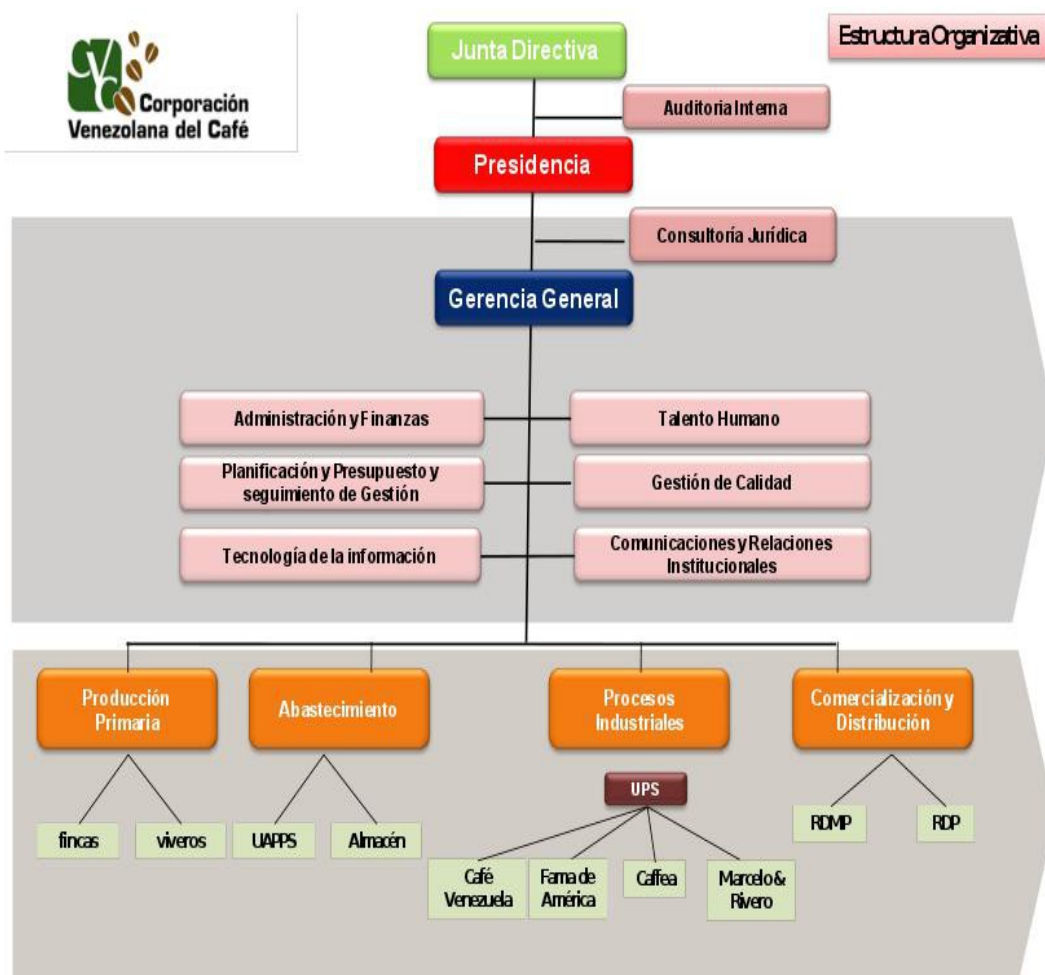 Junta Directiva
Estructura Organizativa
CVC
Corporación
Venezolana del Café
Auditoria Interna
Presidencia
Consultoría Jurídica
Gerencia General
Administración y Finanzas
Talento Humano
Planificación y Presupuesto y
seguimiento de Gestión
Gestión de Calidad
Tecnología de la información
Comunicaciones y Relaciones
Institucionales
Producción
Primaria
Abastecimiento
Procesos
Industriales
Comercialización y
Distribución
UPS
fincas
viveros
UAPPS
Almacén
RDMP
RDP
Café
Venezuela
Fama de
América
Caffea
Marcelo &
Rivero